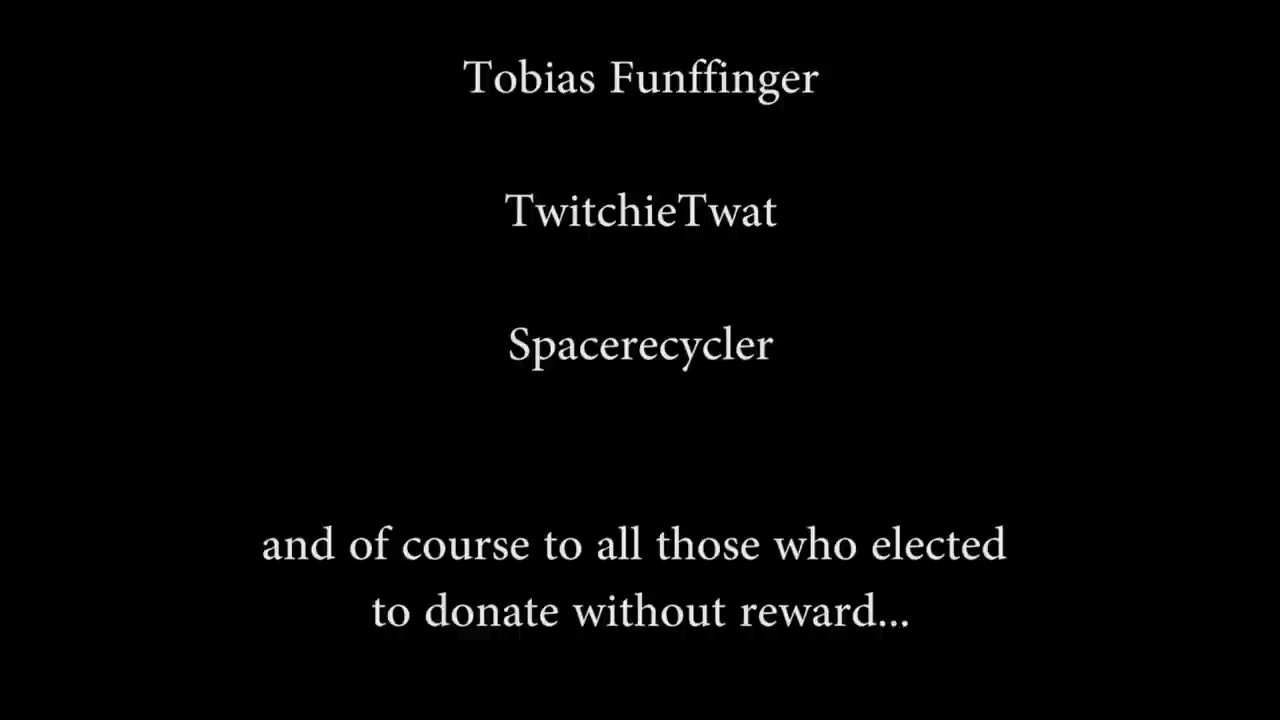 Tobias Funffinger
TwitchieTwat
Spacerecycler
and of course to all those who elected
to donate without reward...